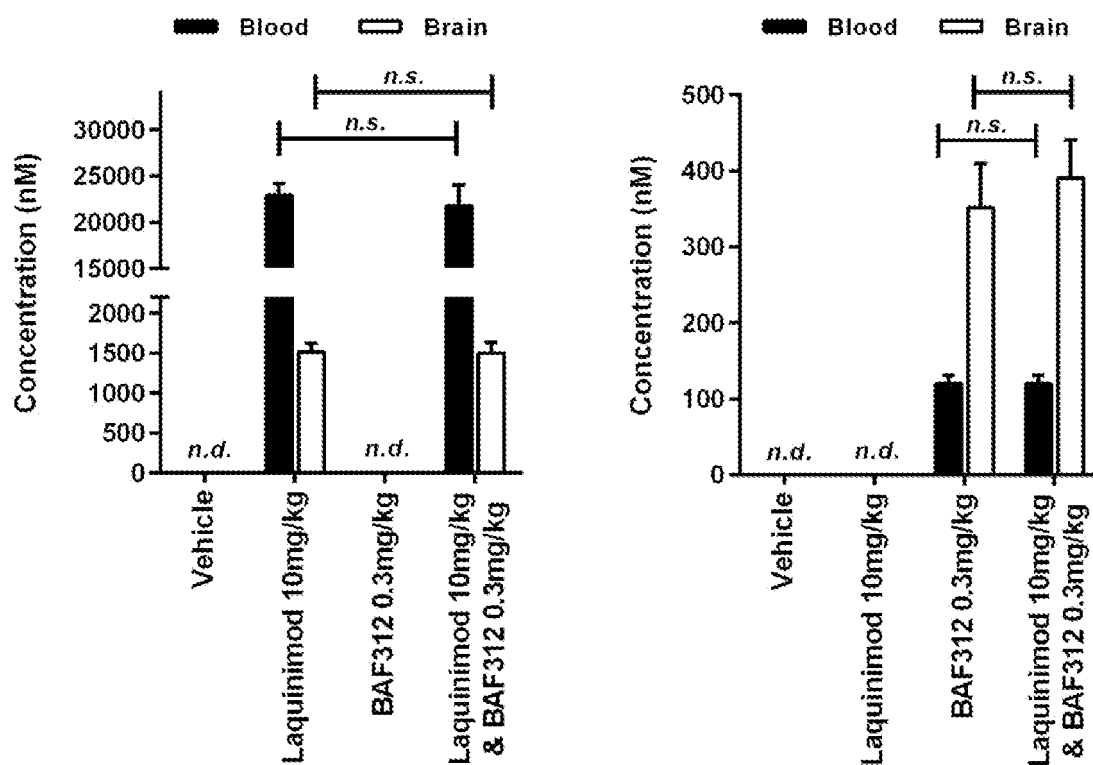 Blood Brain
n.s.
n.s.
Concentration (nM)
30000
25000
20000
15000
2000
1500
1000
500
0
n.d.
n.d.
Vehicle
Laquinimod 10mg/kg
BAF312 0.3mg/kg
Laquinimod 10mg/kg
& BAF312 0.3mg/kg
Blood Brain
n.s.
n.s.
Concentration (nM)
500
400
300
200
100
0
n.d.
n.d.
Vehicle
Laquinimod 10mg/kg
BAF312 0.3mg/kg
Laquinimod 10mg/kg
& BAF312 0.3mg/kg